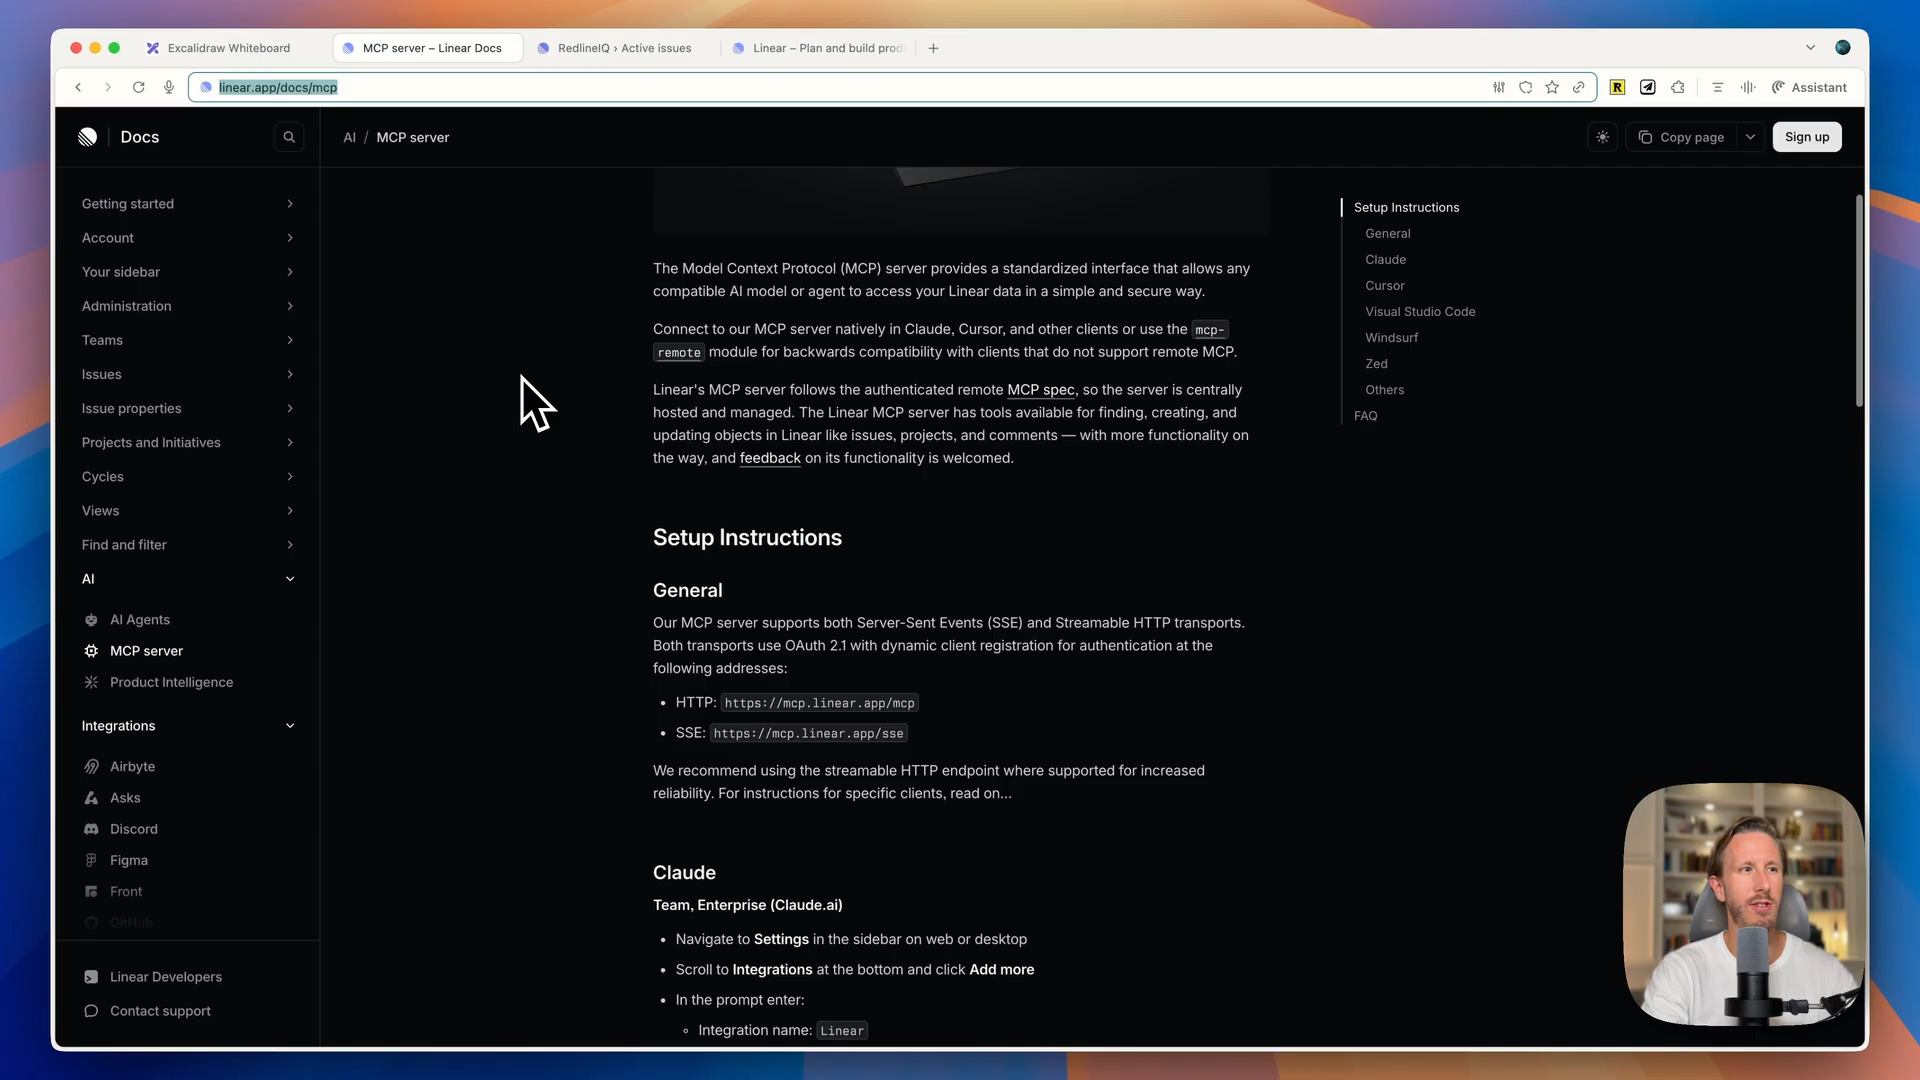 Excalidraw Whiteboard
MCP server – Linear Docs
RedlineIQ › Active issues
Linear – Plan and build prod
linear.app/docs/mcp
R
Assistant
Docs
AI / MCP server
Copy page
Sign up
Getting started
Account
Your sidebar
Administration
Teams
Issues
Issue properties
Projects and Initiatives
Cycles
Views
Find and filter
AI
AI Agents
MCP server
Product Intelligence
Integrations
Airbyte
Asks
Discord
Figma
Front
GitHub
Linear Developers
Contact support
The Model Context Protocol (MCP) server provides a standardized interface that allows any
compatible AI model or agent to access your Linear data in a simple and secure way.
Connect to our MCP server natively in Claude, Cursor, and other clients or use the mcp-
remote module for backwards compatibility with clients that do not support remote MCP.
Linear's MCP server follows the authenticated remote MCP spec, so the server is centrally
hosted and managed. The Linear MCP server has tools available for finding, creating, and
updating objects in Linear like issues, projects, and comments — with more functionality on
the way, and feedback on its functionality is welcomed.
Setup Instructions
General
Our MCP server supports both Server-Sent Events (SSE) and Streamable HTTP transports.
Both transports use OAuth 2.1 with dynamic client registration for authentication at the
following addresses:
• HTTP: https://mcp.linear.app/mcp
• SSE: https://mcp.linear.app/sse
We recommend using the streamable HTTP endpoint where supported for increased
reliability. For instructions for specific clients, read on...
Claude
Team, Enterprise (Claude.ai)
• Navigate to Settings in the sidebar on web or desktop
• Scroll to Integrations at the bottom and click Add more
• In the prompt enter:
◦ Integration name: Linear
Setup Instructions
General
Claude
Cursor
Visual Studio Code
Windsurf
Zed
Others
FAQ